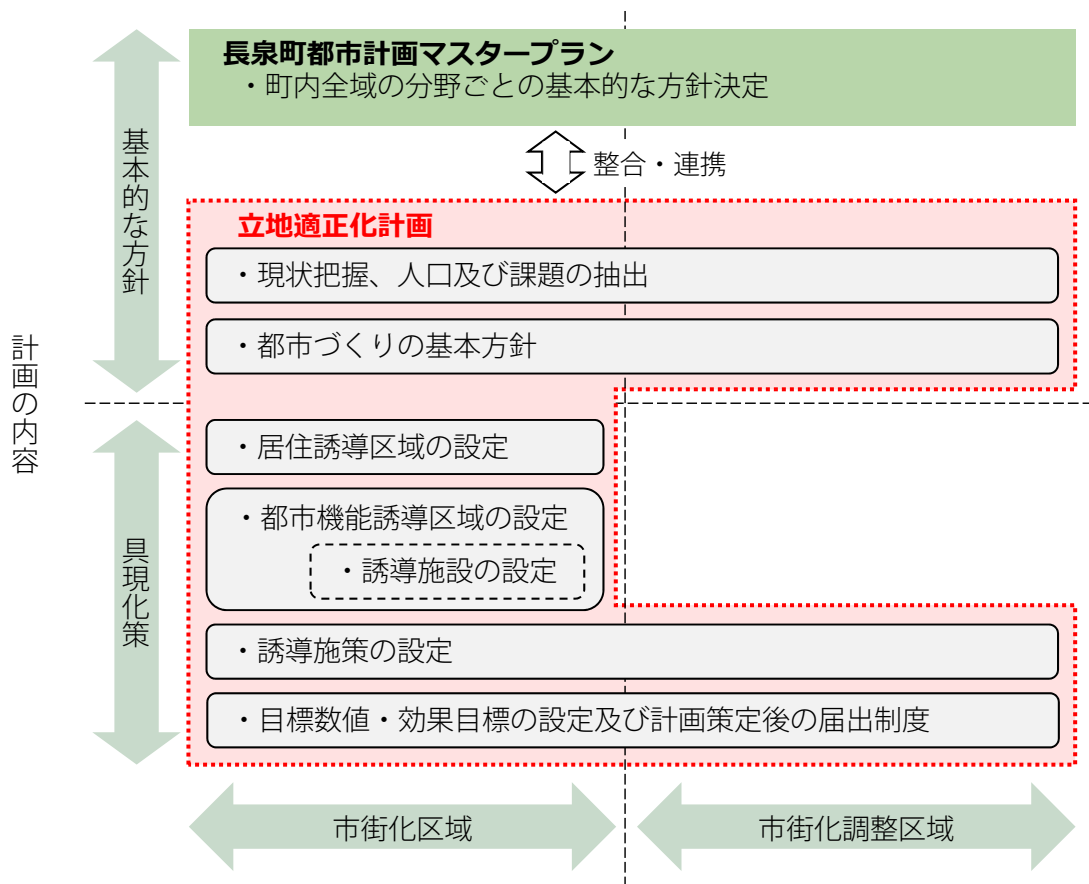 長泉町都市計画マスタープラン
・町内全域の分野ごとの基本的な方針決定
整合・連携
計画の内容
基本的な方針
立地適正化計画
・現状把握、人口及び課題の抽出
・都市づくりの基本方針
具現化策
・居住誘導区域の設定
・都市機能誘導区域の設定
・誘導施設の設定
・誘導施策の設定
・目標数値・効果目標の設定及び計画策定後の届出制度
市街化区域
市街化調整区域